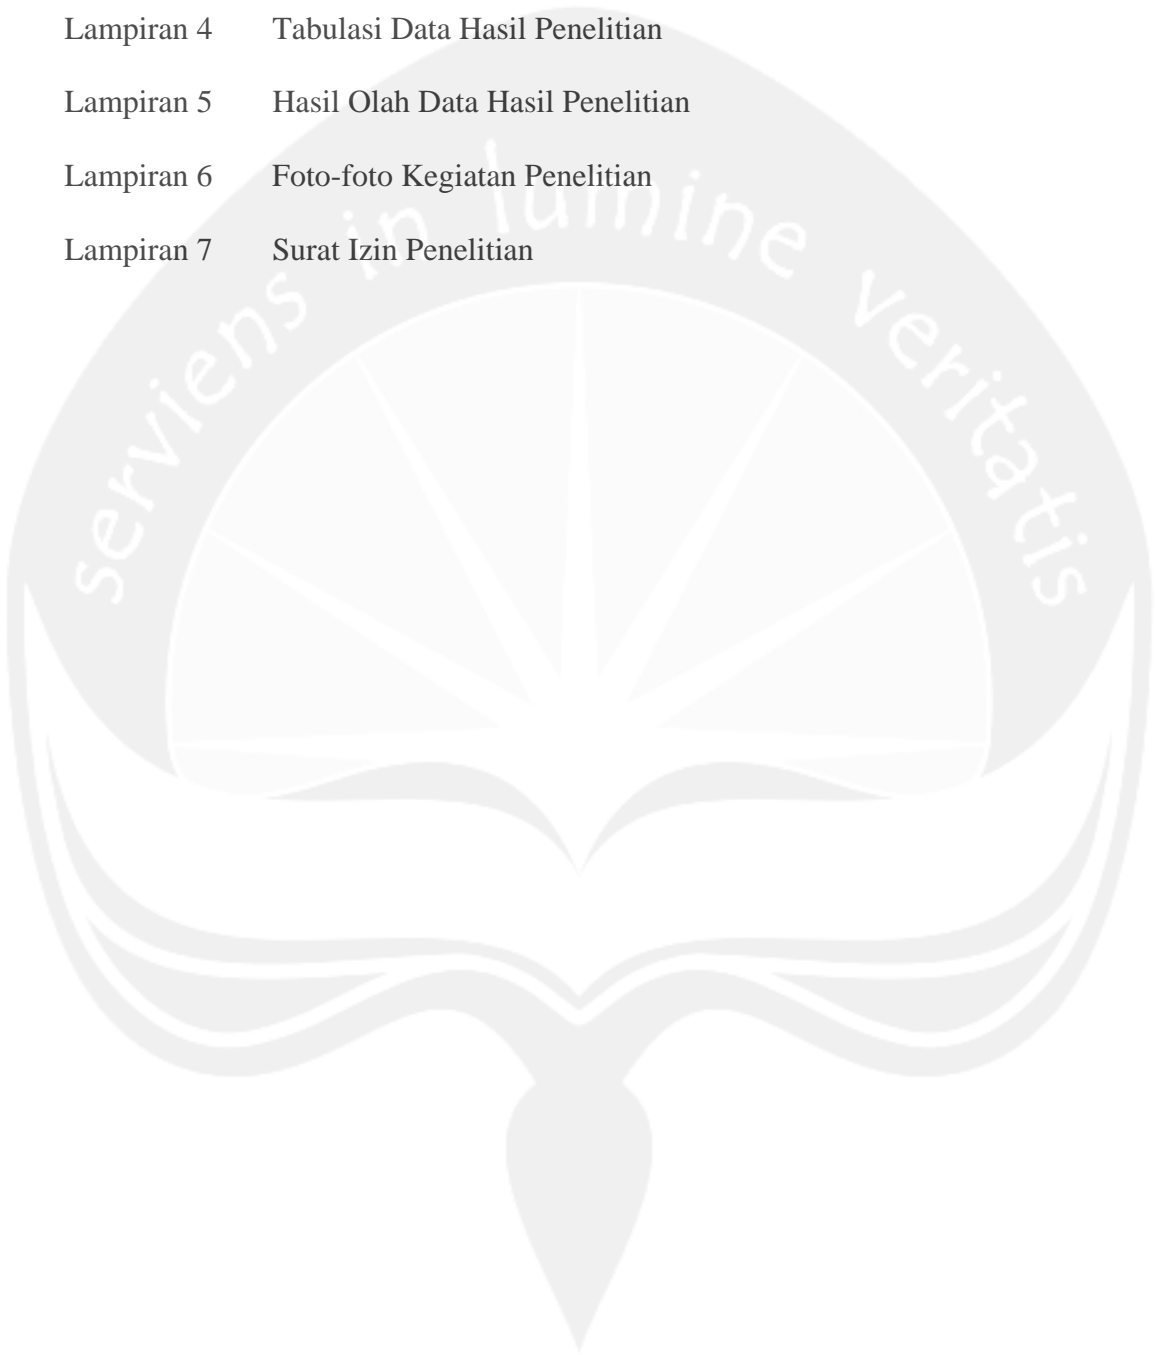 Lampiran 4 Tabulasi Data Hasil Penelitian
Lampiran 5 Hasil Olah Data Hasil Penelitian
Lampiran 6 Foto-foto Kegiatan Penelitian
Lampiran 7 Surat Izin Penelitian
serviens in lumine veritatis